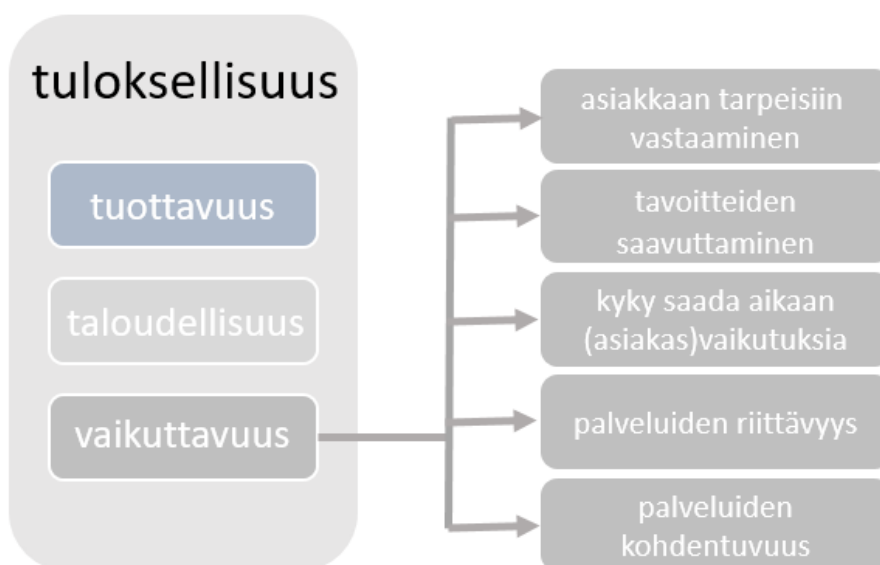 tuloksellisuus
tuottavuus
taloudellisuus
vaikuttavuus
asiakkaan tarpeisiin
vastaaminen
tavoitteiden
saavuttaminen
kyky saada aikaan
(asiakas)vaikutuksia
palveluiden riittävyys
palveluiden
kohdentuvuus